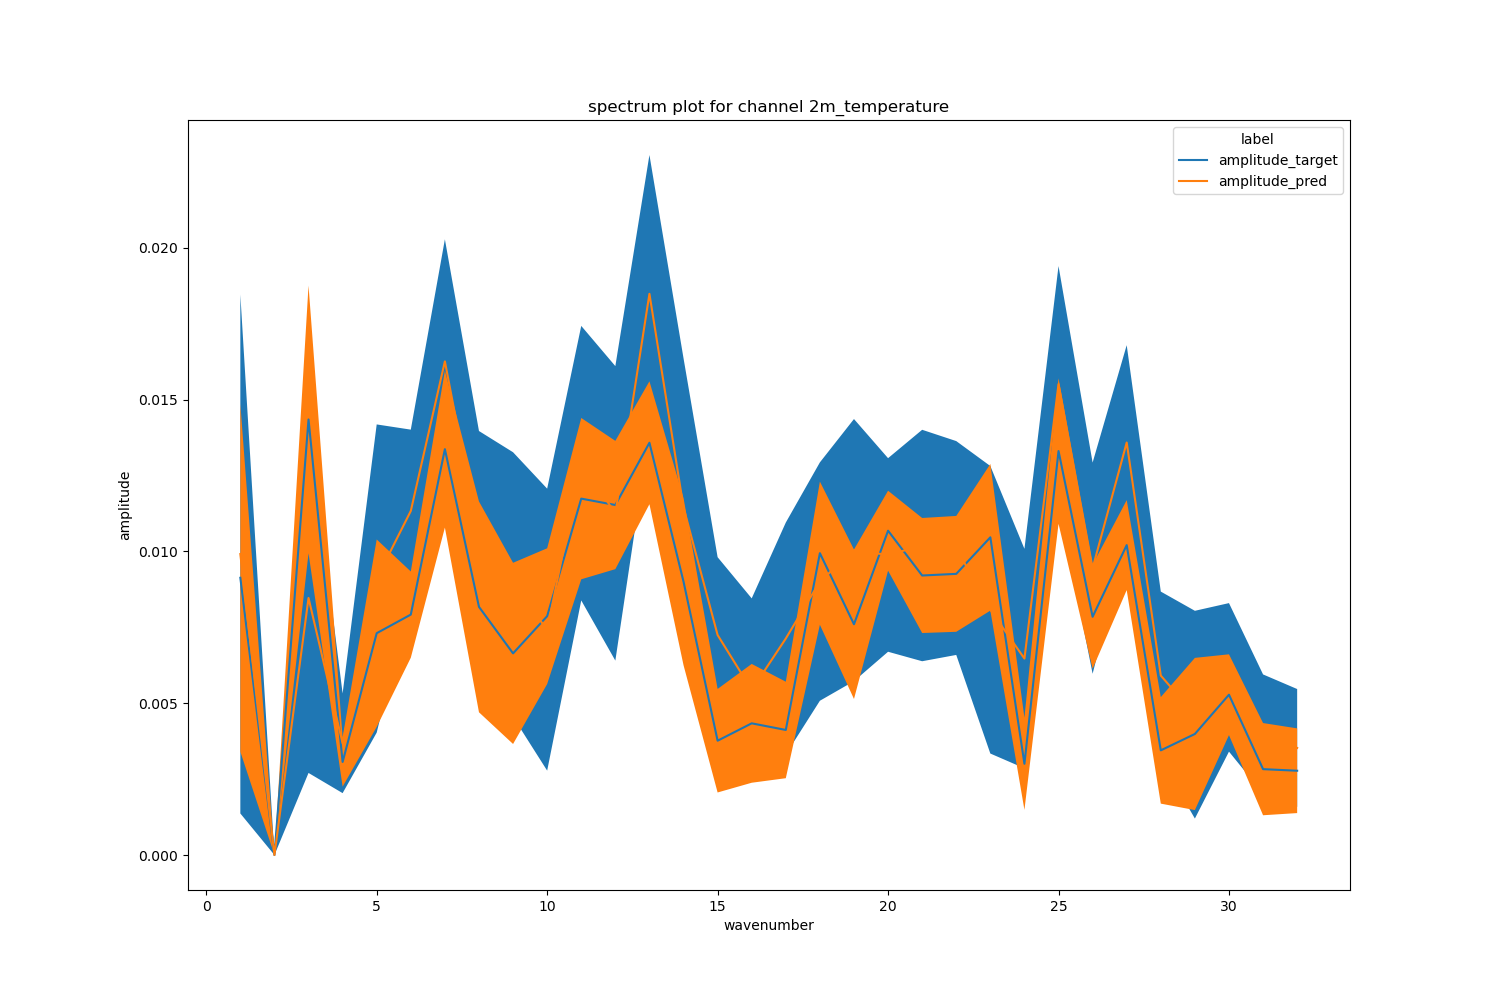 spectrum plot for channel 2m_temperature
label
amplitude_target
amplitude_pred
0.020
0.015
0.010
0.005
0.000
amplitude
0 5 10 15 20 25 30
wavenumber